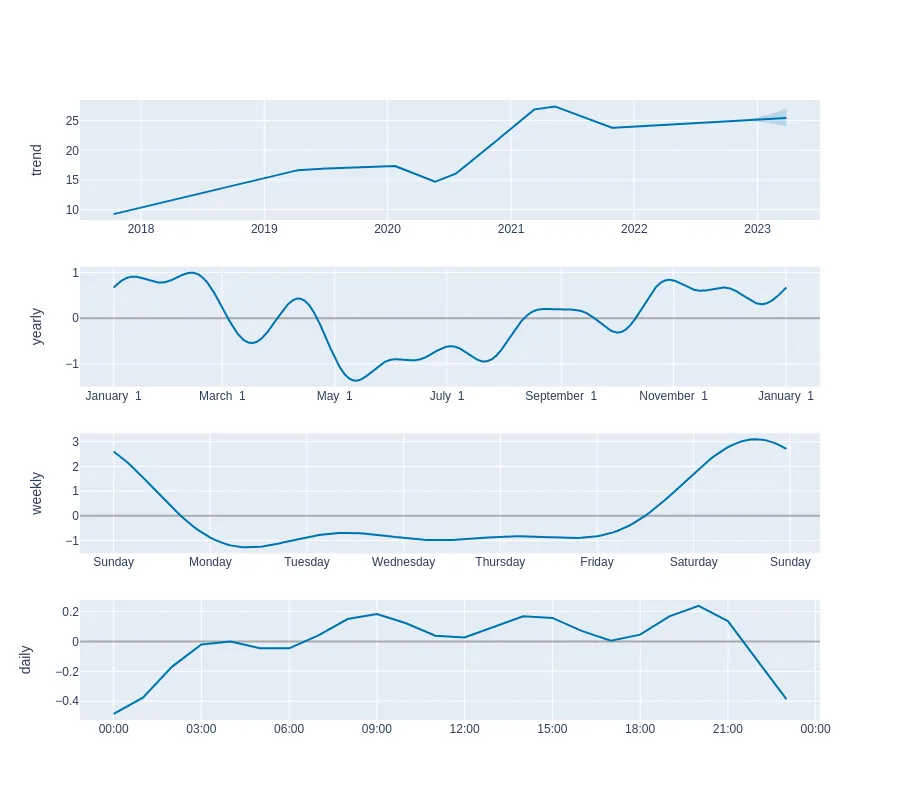 trend
25
20
15
10
2018 2019 2020 2021 2022 2023
yearly
1
0
−1
January 1 March 1 May 1 July 1 September 1 November 1 January 1
weekly
3
2
1
0
−1
Sunday Monday Tuesday Wednesday Thursday Friday Saturday Sunday
daily
0.2
0
−0.2
−0.4
00:00 03:00 06:00 09:00 12:00 15:00 18:00 21:00 00:00